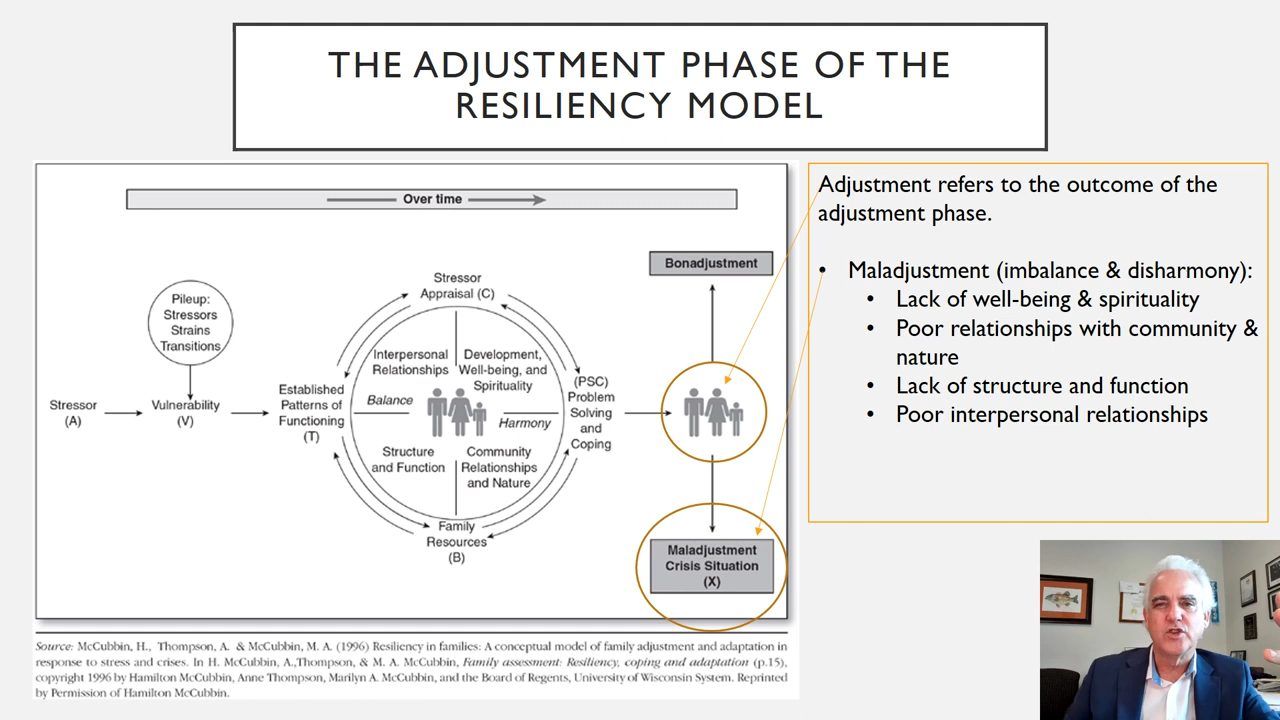 THE ADJUSTMENT PHASE OF THE
RESILIENCY MODEL
Over time
Bonadjustment
Stressor
Appraisal (C)
Pileup:
Stressors
Strains
Transitions
Interpersonal
Relationships
Development,
Well-being, and
Spirituality
Stressor
(A)
Vulnerability
(V)
Established
Patterns of
Functioning
(T)
Balance
Harmony
(PSC)
Problem
Solving
and
Coping
Structure
and Function
Community
Relationships
and Nature
Family
Resources
(B)
Maladjustment
Crisis Situation
(X)
Source: McCubbin, H., Thompson, A. & McCubbin, M. A. (1996) Resiliency in families: A conceptual model of family adjustment and adaptation in
response to stress and crises. In H. McCubbin, A.,Thompson, & M. A. McCubbin, Family assessment: Resiliency, coping and adaptation (p.15),
copyright 1996 by Hamilton McCubbin, Anne Thompson, Marilyn A. McCubbin, and the Board of Regents, University of Wisconsin System. Reprinted
by Permission of Hamilton McCubbin.
Adjustment refers to the outcome of the
adjustment phase.
• Maladjustment (imbalance & disharmony):
• Lack of well-being & spirituality
• Poor relationships with community &
nature
• Lack of structure and function
• Poor interpersonal relationships